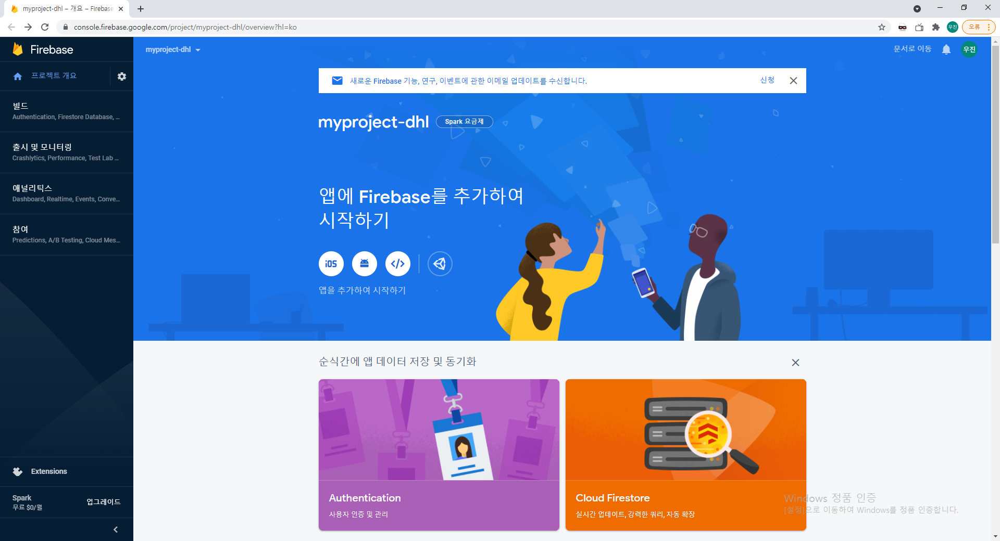 myproject-dhl – 개요 – Firebase
console.firebase.google.com/project/myproject-dhl/overview?hl=ko
우진
오류
Firebase
myproject-dhl
문서로 이동
우진
프로젝트 개요
새로운 Firebase 기능, 연구, 이벤트에 관한 이메일 업데이트를 수신합니다.
신청
빌드
Authentication, Firestore Database, ...
myproject-dhl
Spark 요금제
출시 및 모니터링
Crashlytics, Performance, Test Lab ...
애널리틱스
Dashboard, Realtime, Events, Conve...
앱에 Firebase를 추가하여
시작하기
참여
Predictions, A/B Testing, Cloud Mes...
iOS
앱을 추가하여 시작하기
순식간에 앱 데이터 저장 및 동기화
Extensions
Spark
무료 $0/월
업그레이드
Authentication
사용자 인증 및 관리
Cloud Firestore
실시간 업데이트, 강력한 쿼리, 자동 확장
Windows 정품 인증
[설정]으로 이동하여 Windows를 정품 인증합니다.